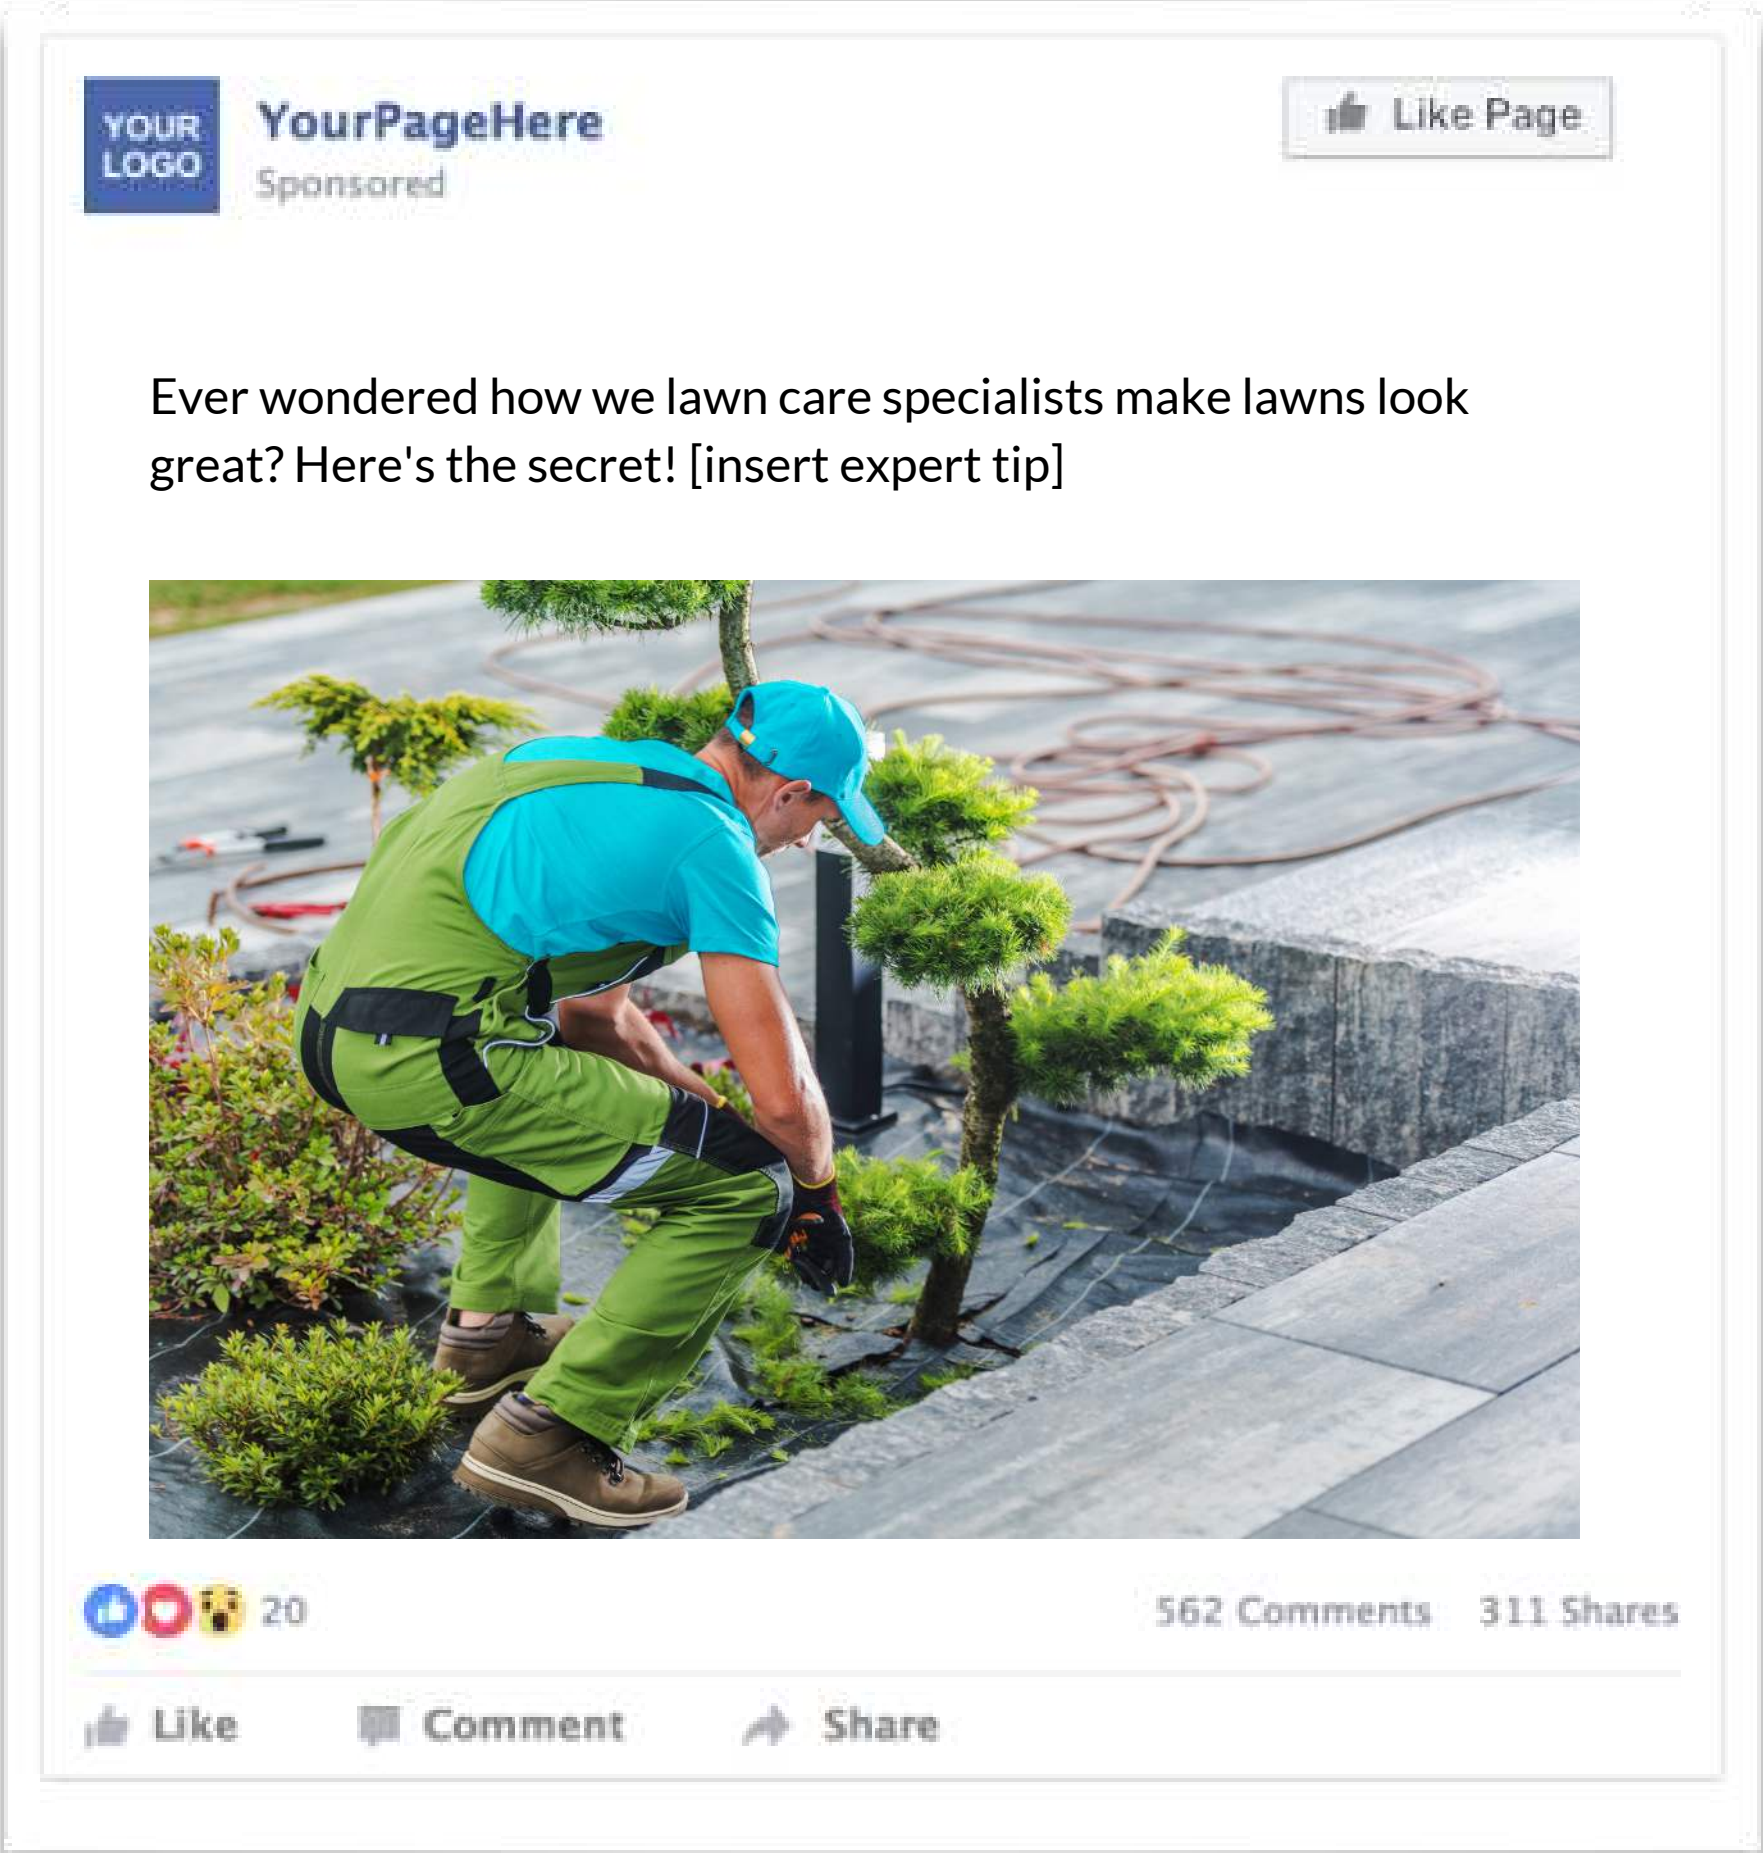 YOUR
LOGO
YourPageHere
Sponsored
Like Page
Ever wondered how we lawn care specialists make lawns look
great? Here's the secret! [insert expert tip]
20
562 Comments 311 Shares
Like Comment Share